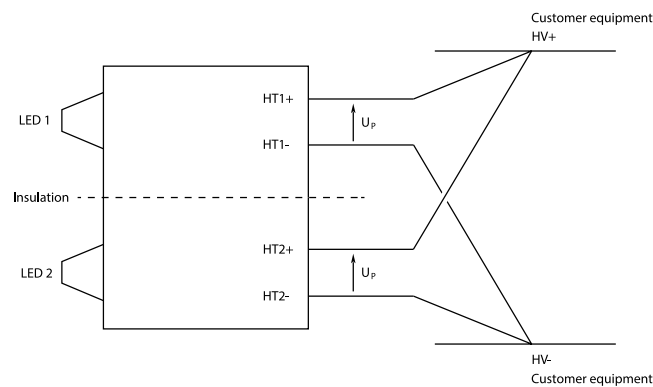 Customer equipment
HV+
HT1+
LED 1
U P
HT1-
Insulation
HT2+
LED 2
U P
HT2-
HV-
Customer equipment